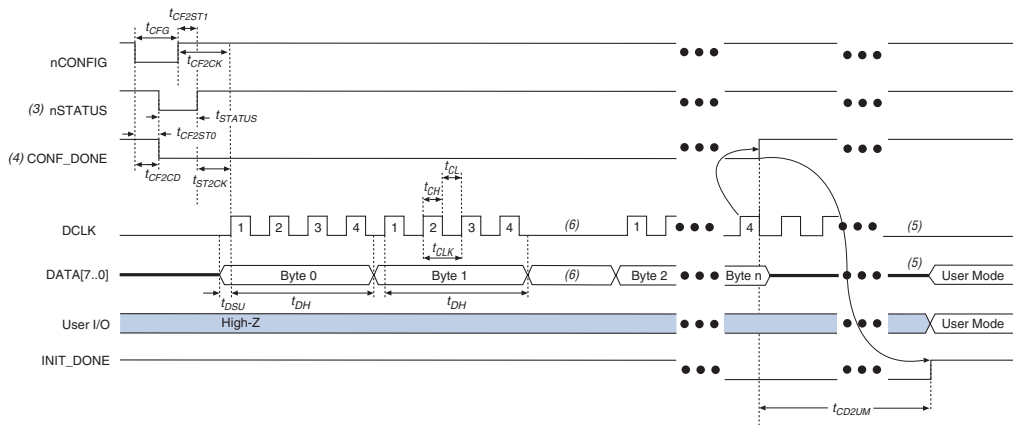 tCF2ST1
tCFG
nCONFIG
tCF2CK
(3) nSTATUS
tSTATUS
tCF2ST0
(4) CONF_DONE
tCF2CD
tST2CK
tCL
tCH
DCLK
1 2 3 4 1 2 3 4 (6) 1 4 (5)
tCLK
DATA[7..0]
Byte 0 Byte 1 (6) Byte 2 Byte n (5) User Mode
tDSU
tDH tDH
User I/O
High-Z
User Mode
INIT_DONE
tCD2UM